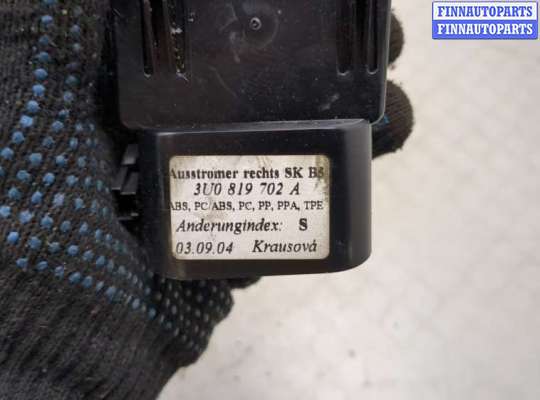 FINNAUTOPARTS
FINNAUTOPARTS
Ausstromer rechts SK BS
3U0 819 702 A
ABS, PC/ABS, PC, PP, PPA, TPE
Anderungindex: S
03.09.04 Krausová